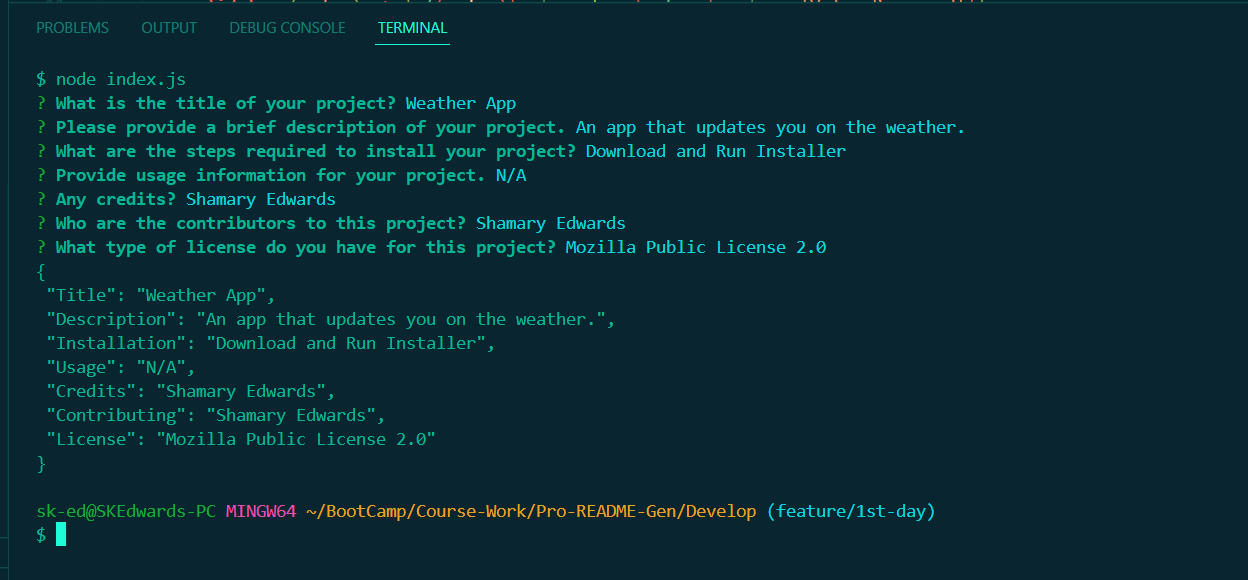 PROBLEMS OUTPUT DEBUG CONSOLE TERMINAL
$ node index.js
? What is the title of your project? Weather App
? Please provide a brief description of your project. An app that updates you on the weather.
? What are the steps required to install your project? Download and Run Installer
? Provide usage information for your project. N/A
? Any credits? Shamary Edwards
? Who are the contributors to this project? Shamary Edwards
? What type of license do you have for this project? Mozilla Public License 2.0
{
 "Title": "Weather App",
 "Description": "An app that updates you on the weather.",
 "Installation": "Download and Run Installer",
 "Usage": "N/A",
 "Credits": "Shamary Edwards",
 "Contributing": "Shamary Edwards",
 "License": "Mozilla Public License 2.0"
}
sk-ed@SKEdwards-PC MINGW64 ~/BootCamp/Course-Work/Pro-README-Gen/Develop (feature/1st-day)
$